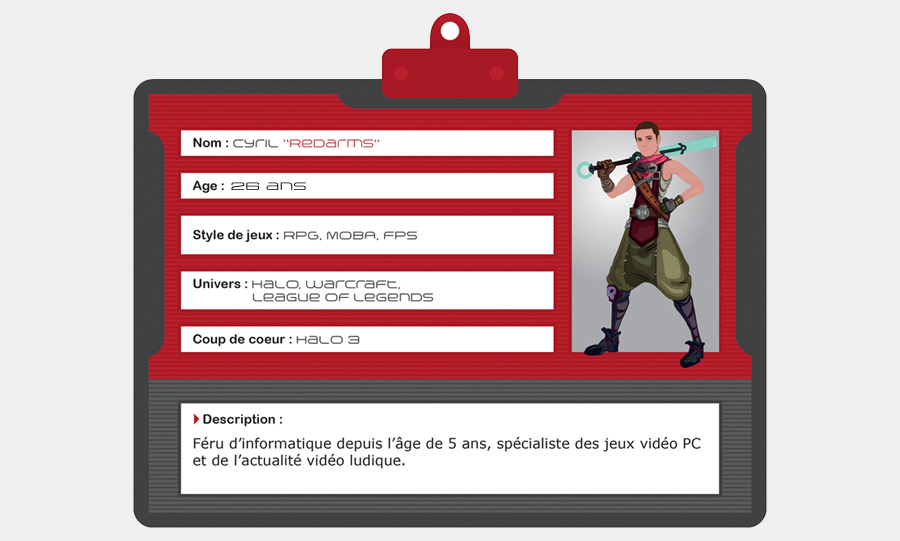 Nom : Cyril "Redarms"
Age : 26 ans
Style de jeux : RPG, MOBA, FPS
Univers : Halo, Warcraft,
League of Legends
Coup de coeur : Halo 3
Description :
Féru d’informatique depuis l’âge de 5 ans, spécialiste des jeux vidéo PC
et de l’actualité vidéo ludique.